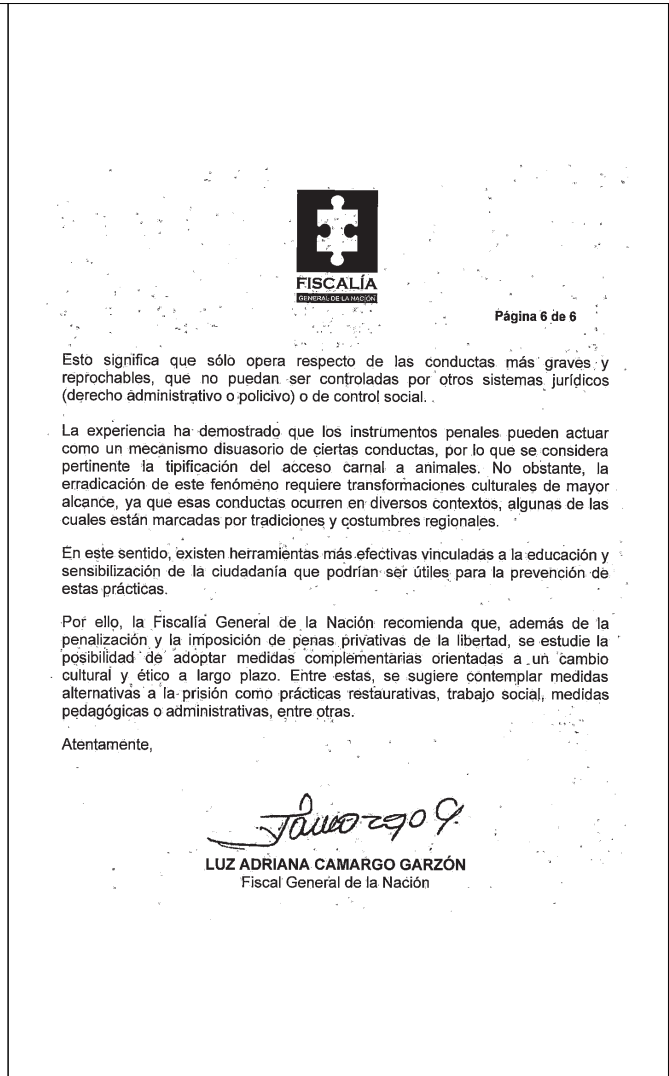 FISCALÍA
GENERAL DE LA NACIÓN
Página 6 de 6
Esto significa que sólo opera respecto de las conductas más graves y
reprochables, que no puedan ser controladas por otros sistemas jurídicos
(derecho administrativo o policivo) o de control social.
La experiencia ha demostrado que los instrumentos penales pueden actuar
como un mecanismo disuasorio de ciertas conductas, por lo que se considera
pertinente la tipificación del acceso carnal a animales. No obstante, la
erradicación de este fenómeno requiere transformaciones culturales de mayor
alcance, ya que esas conductas ocurren en diversos contextos, algunas de las
cuales están marcadas por tradiciones y costumbres regionales.
En este sentido, existen herramientas más efectivas vinculadas a la educación y
sensibilización de la ciudadanía que podrían ser útiles para la prevención de
estas prácticas.
Por ello, la Fiscalía General de la Nación recomienda que, además de la
penalización y la imposición de penas privativas de la libertad, se estudie la
posibilidad de adoptar medidas complementarias orientadas a un cambio
cultural y ético a largo plazo. Entre estas, se sugiere contemplar medidas
alternativas a la prisión como prácticas restaurativas, trabajo social, medidas
pedagógicas o administrativas, entre otras.
Atentamente,
LUZ ADRIANA CAMARGO GARZÓN
Fiscal General de la Nación